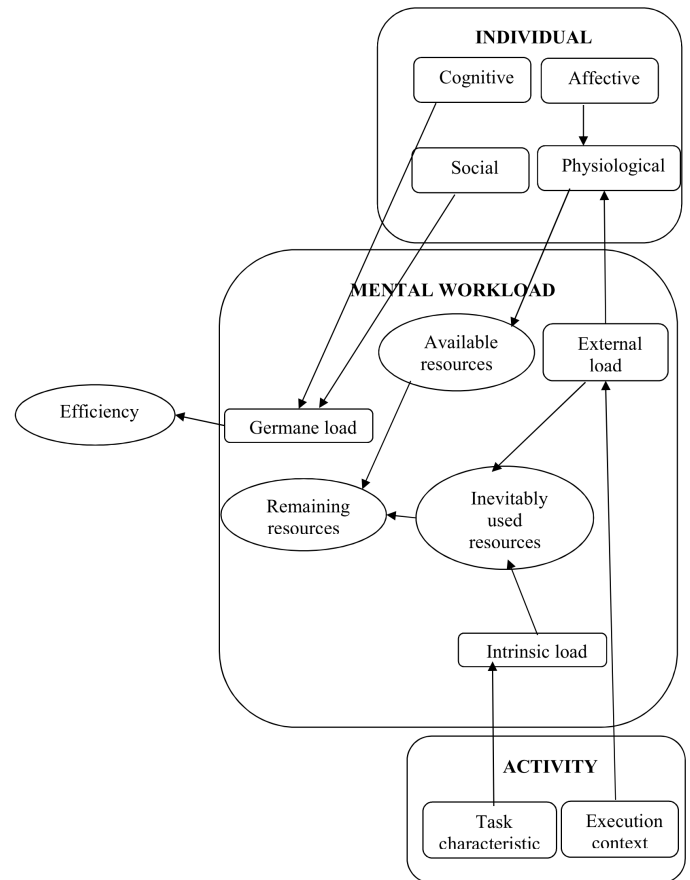 INDIVIDUAL
Cognitive
Affective
Social
Physiological
MENTAL WORKLOAD
Available
resources
External
load
Efficiency
Germane load
Remaining
resources
Inevitably
used
resources
Intrinsic load
ACTIVITY
Task
characteristic
Execution
context